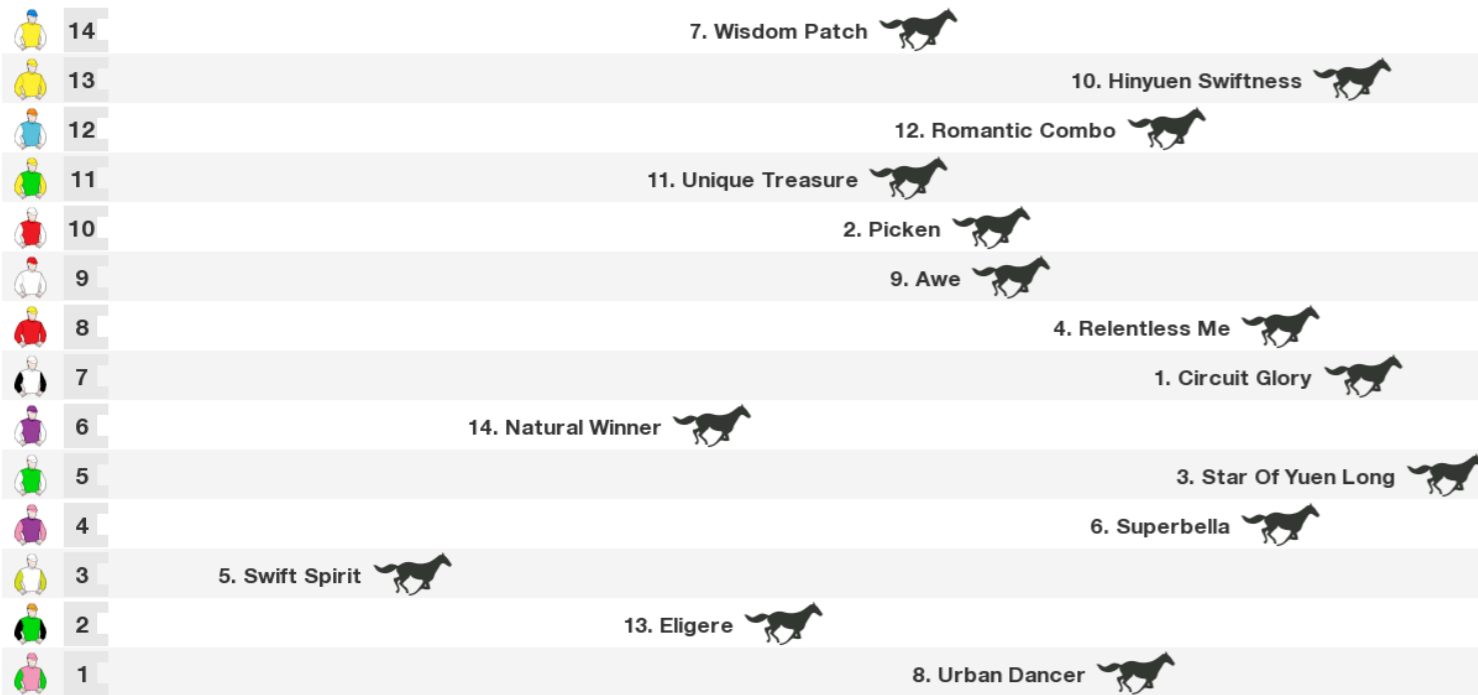 14 7. Wisdom Patch
13 10. Hinyuen Swiftness
12 12. Romantic Combo
11 11. Unique Treasure
10 2. Picken
9 9. Awe
8 4. Relentless Me
7 1. Circuit Glory
6 14. Natural Winner
5 3. Star Of Yuen Long
4 6. Superbella
3 5. Swift Spirit
2 13. Eligere
1 8. Urban Dancer